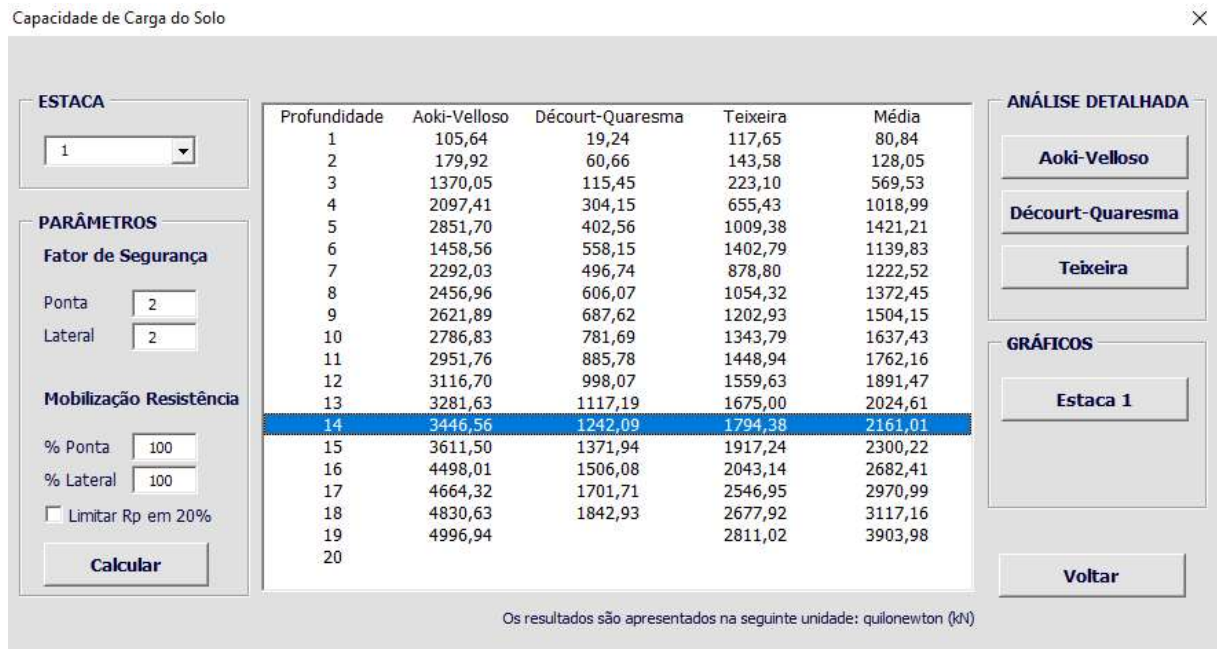 Capacidade de Carga do Solo
ESTACA
1
PARÂMETROS
Fator de Segurança
Ponta 2
Lateral 2
Mobilização Resistência
% Ponta 100
% Lateral 100
Limitar Rp em 20%
Calcular
Profundidade Aoki-Velloso Décourt-Quaresma Teixeira Média
1 105,64 19,24 117,65 80,84
2 179,92 60,66 143,58 128,05
3 1370,05 115,45 223,10 569,53
4 2097,41 304,15 655,43 1018,99
5 2851,70 402,56 1009,38 1421,21
6 1458,56 558,15 1402,79 1139,83
7 2292,03 496,74 878,80 1222,52
8 2456,96 606,07 1054,32 1372,45
9 2621,89 687,62 1202,93 1504,15
10 2786,83 781,69 1343,79 1637,43
11 2951,76 885,78 1448,94 1762,16
12 3116,70 998,07 1559,63 1891,47
13 3281,63 1117,19 1675,00 2024,61
14 3446,56 1242,09 1794,38 2161,01
15 3611,50 1371,94 1917,24 2300,22
16 4498,01 1506,08 2043,14 2682,41
17 4664,32 1701,71 2546,95 2970,99
18 4830,63 1842,93 2677,92 3117,16
19 4996,94 2811,02 3903,98
20
ANÁLISE DETALHADA
Aoki-Velloso
Décourt-Quaresma
Teixeira
GRÁFICOS
Estaca 1
Voltar
Os resultados são apresentados na seguinte unidade: quilonewton (kN)